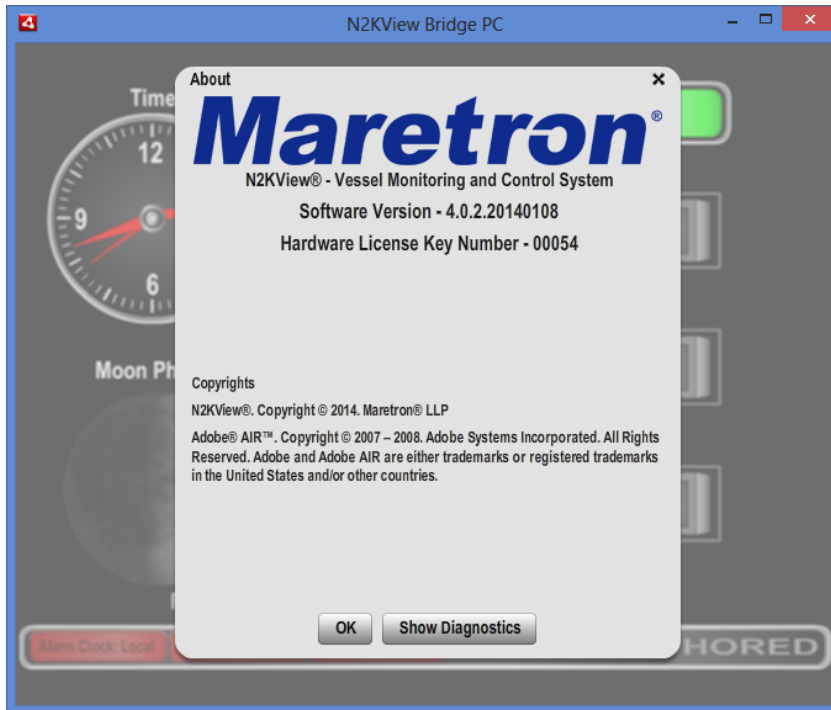 N2KView Bridge PC
About
Time
Maretron®
12
N2KView® - Vessel Monitoring and Control System
Software Version - 4.0.2.20140108
9
Hardware License Key Number - 00054
6
Moon Ph
Copyrights
N2KView®. Copyright © 2014. Maretron® LLP
Adobe® AIR™. Copyright © 2007 – 2008. Adobe Systems Incorporated. All Rights
Reserved. Adobe and Adobe AIR are either trademarks or registered trademarks
in the United States and/or other countries.
OK
Show Diagnostics
Alarm Clock: Local
HORED